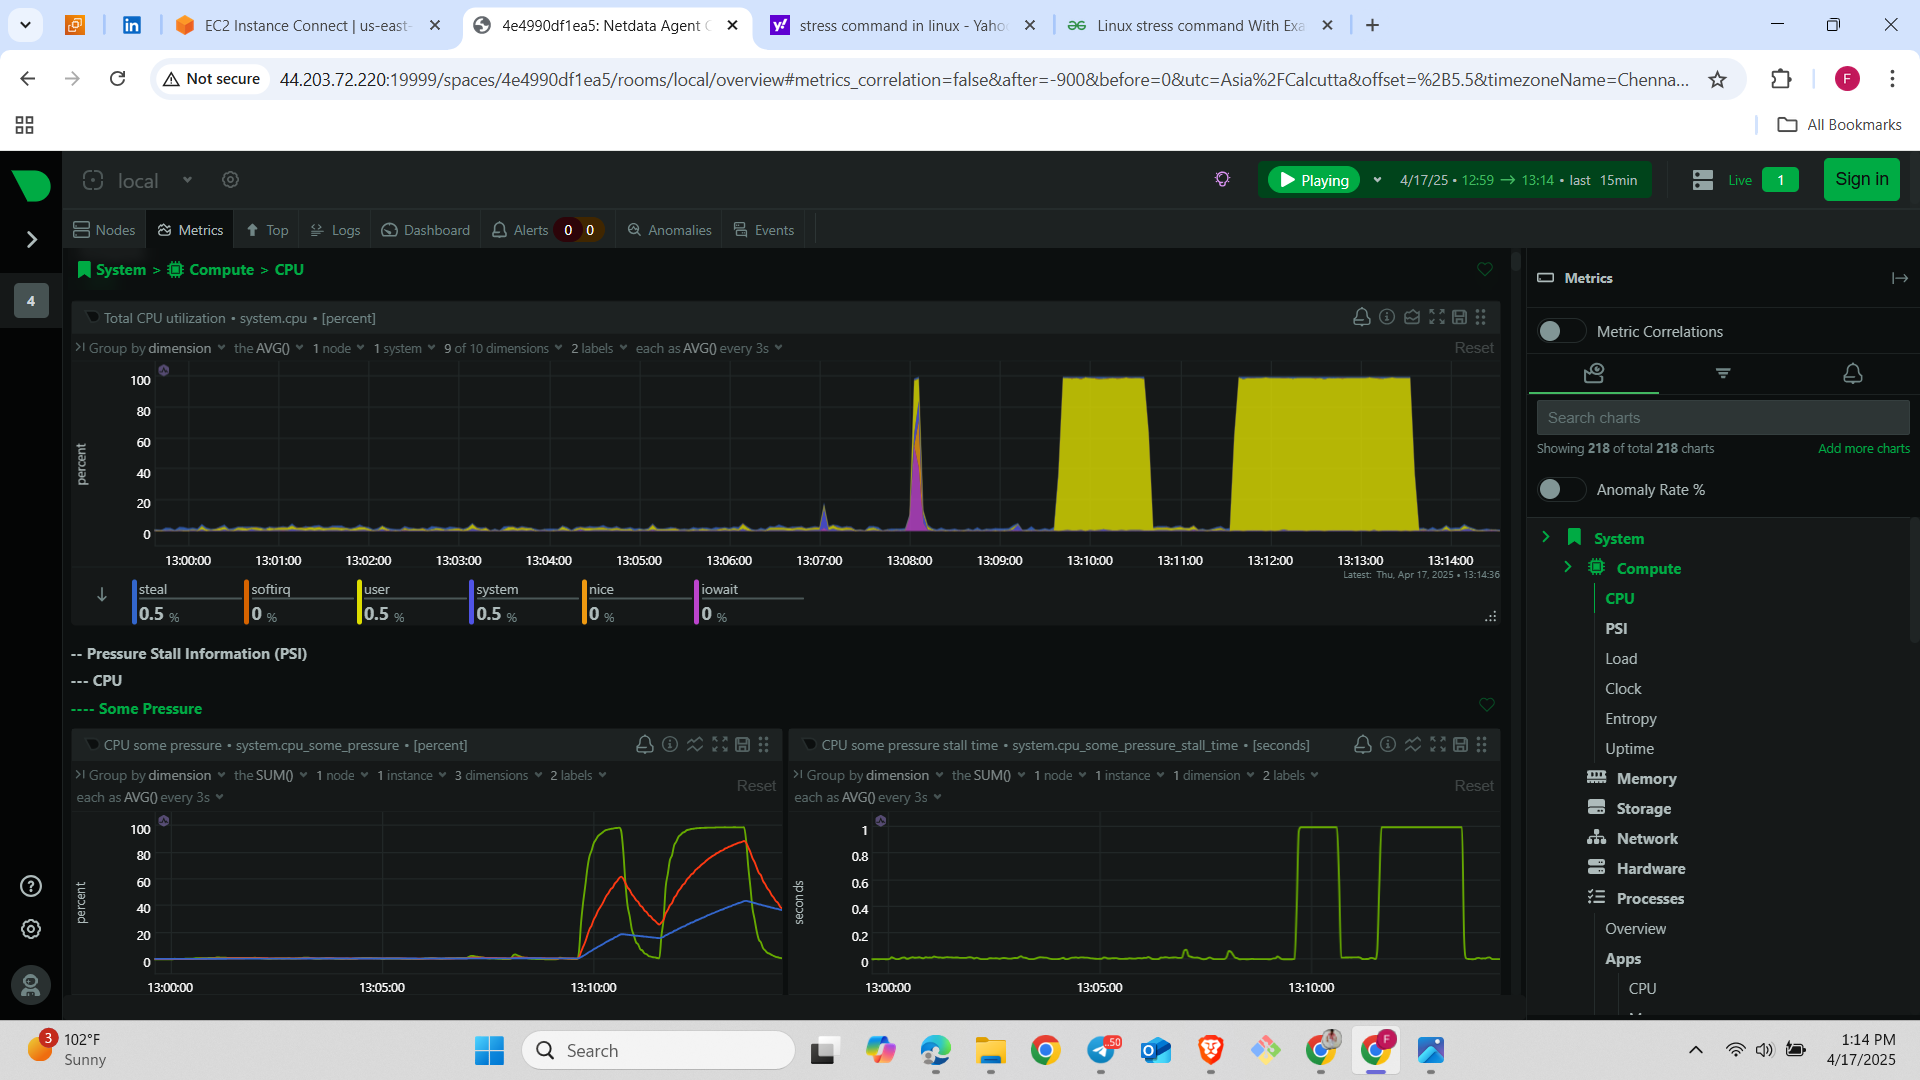 EC2 Instance Connect | us-east-
4e4990df1ea5: Netdata Agent
stress command in linux - Yaho
Linux stress command With Exa
Not secure
44.203.72.220:19999/spaces/4e4990df1ea5/rooms/local/overview#metrics_correlation=false&after=-900&before=0&utc=Asia%2FCalcutta&offset=%2B5.5&timezoneName=Chenna...
F
All Bookmarks
local
Playing
4/17/25 • 12:59 → 13:14 • last 15min
Live
1
Sign in
Nodes
Metrics
Top
Logs
Dashboard
Alerts 0 0
Anomalies
Events
4
System > Compute > CPU
Total CPU utilization • system.cpu • [percent]
Group by dimension the AVG() 1 node 1 system 9 of 10 dimensions 2 labels each as AVG() every 3s
Reset
percent
100
80
60
40
20
0
13:00:00 13:01:00 13:02:00 13:03:00 13:04:00 13:05:00 13:06:00 13:07:00 13:08:00 13:09:00 13:10:00 13:11:00 13:12:00 13:13:00 13:14:00
Latest: Thu, Apr 17, 2025 • 13:14:36
steal softirq user system nice iowait
0.5 % 0 % 0.5 % 0.5 % 0 % 0 %
-- Pressure Stall Information (PSI)
--- CPU
---- Some Pressure
CPU some pressure • system.cpu_some_pressure • [percent]
Group by dimension the SUM() 1 node 1 instance 3 dimensions 2 labels
each as AVG() every 3s
Reset
percent
100
80
60
40
20
0
13:00:00 13:05:00 13:10:00
CPU some pressure stall time • system.cpu_some_pressure_stall_time • [seconds]
Group by dimension the SUM() 1 node 1 instance 1 dimension 2 labels
each as AVG() every 3s
Reset
seconds
1
0.8
0.6
0.4
0.2
0
13:00:00 13:05:00 13:10:00
Metrics
Metric Correlations
Search charts
Showing 218 of total 218 charts
Add more charts
Anomaly Rate %
System
Compute
CPU
PSI
Load
Clock
Entropy
Uptime
Memory
Storage
Network
Hardware
Processes
Overview
Apps
CPU
3
102°F
Sunny
Search
.50
F
1:14 PM
4/17/2025